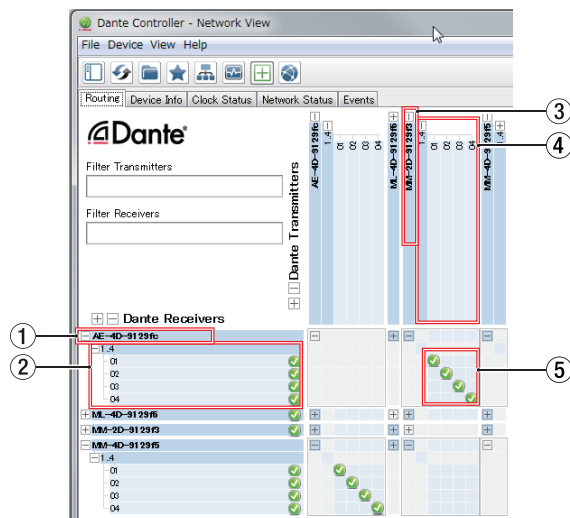 Dante Controller - Network View
File Device View Help
Routing Device Info Clock Status Network Status Events
Dante
Filter Transmitters
Filter Receivers
Dante Transmitters
AE-4D-9129fc
1..4
01
02
03
04
ML-4D-9129f6
MM-2D-9129f3
1..4
01
02
03
04
MM-4D-9129f5
1..4
Dante Receivers
AE-4D-9129fc
1..4
01
02
03
04
ML-4D-9129f6
MM-2D-9129f3
MM-4D-9129f5
1..4
01
02
03
04
1
2
3
4
5